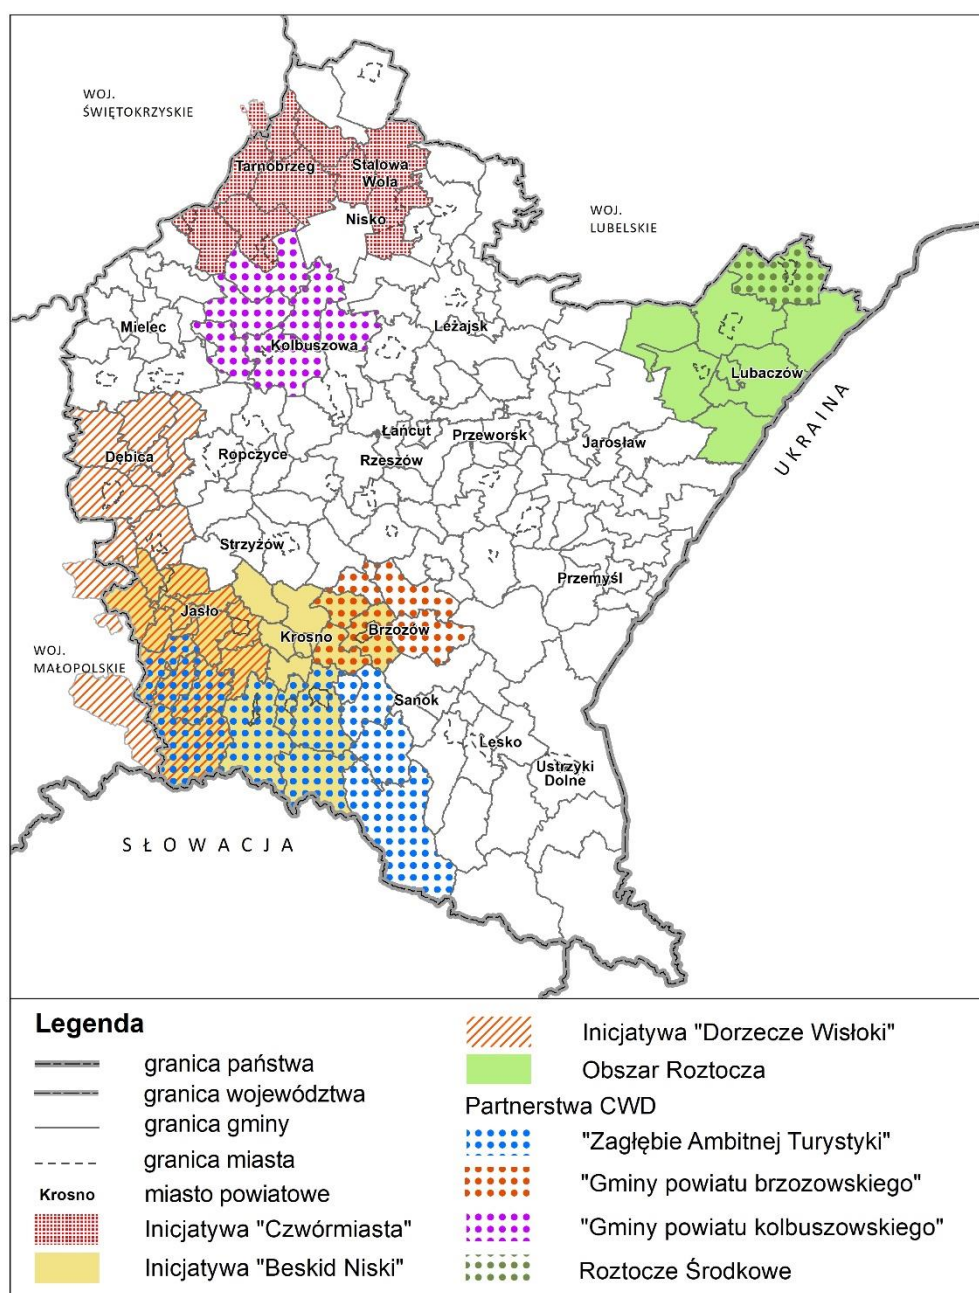 WOJ.
ŚWIĘTOKRZYSKIE
Tarnobrzeg
Stalowa
Wola
Nisko
WOJ.
LUBELSKIE
Mielec
Leżajsk
Kolbuszowa
Lubaczów
UKRAINA
Łańcut
Przeworsk
Jarosław
Dębica
Ropczyce
Rzeszów
Strzyżów
Przemyśl
Jasło
Krosno
Brzozów
WOJ.
MAŁOPOLSKIE
Sanok
Lesko
Ustrzyki
Dolne
SŁOWACJA
Legenda
granica państwa
granica województwa
granica gminy
granica miasta
Krosno miasto powiatowe
Inicjatywa "Czwórmiasta"
Inicjatywa "Beskid Niski"
Inicjatywa "Dorzecze Wisłoki"
Obszar Roztocza
Partnerstwa CWD
"Zagłębie Ambitnej Turystyki"
"Gminy powiatu brzozowskiego"
"Gminy powiatu kolbuszowskiego"
Roztocze Środkowe